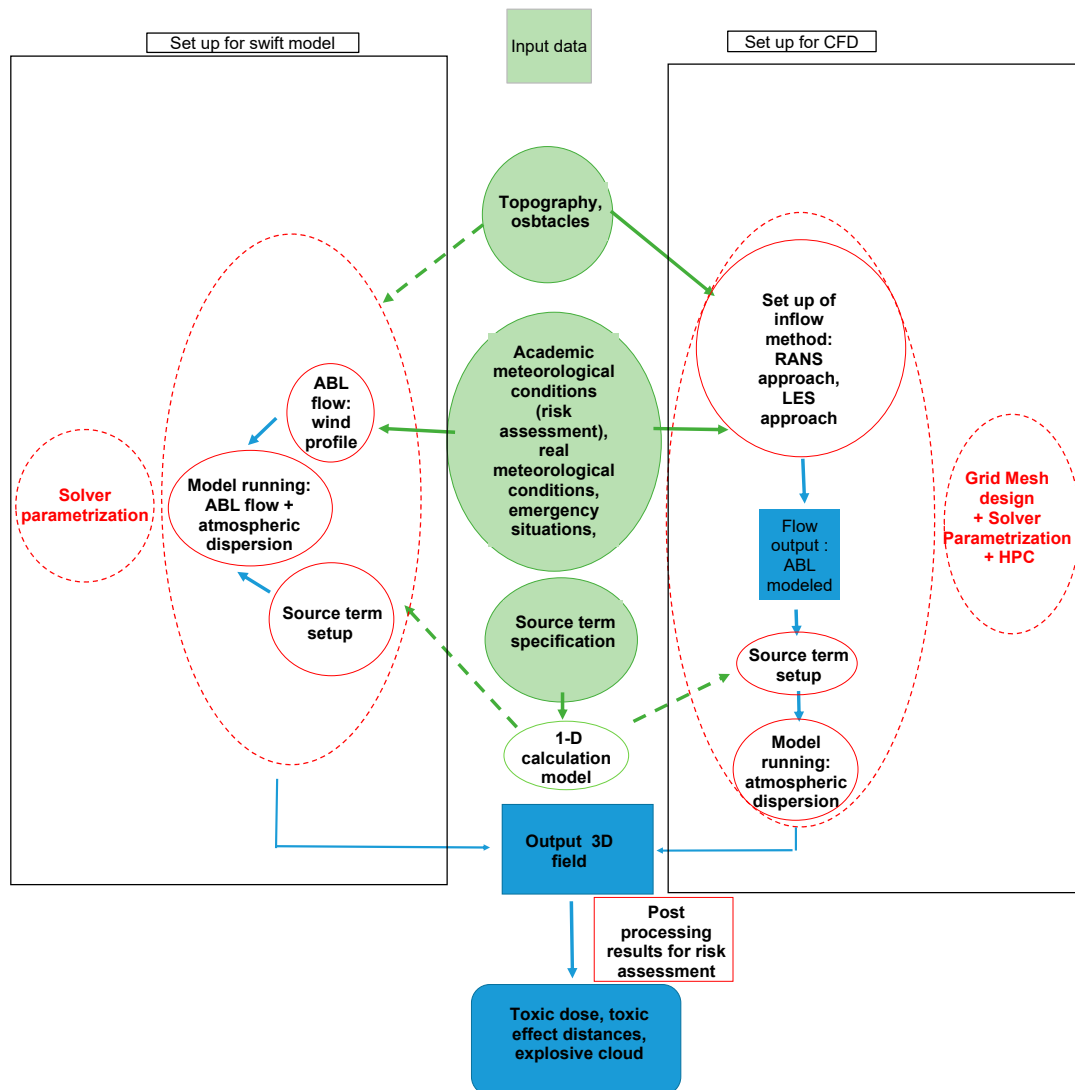 Set up for swift model
Input data
Set up for CFD
Topography,
osbtacles
Set up of
inflow
method:
RANS
approach,
LES
approach
Academic
meteorological
conditions
(risk
assessment),
real
meteorological
conditions,
emergency
situations,
ABL
flow:
wind
profile
Solver
parametrization
Model running:
ABL flow +
atmospheric
dispersion
Grid Mesh
design
+ Solver
Parametrization
+ HPC
Flow
output :
ABL
modeled
Source term
setup
Source term
specification
Source term
setup
1-D
calculation
model
Model
running:
atmospheric
dispersion
Output 3D
field
Post
processing
results for risk
assessment
Toxic dose, toxic
effect distances,
explosive cloud